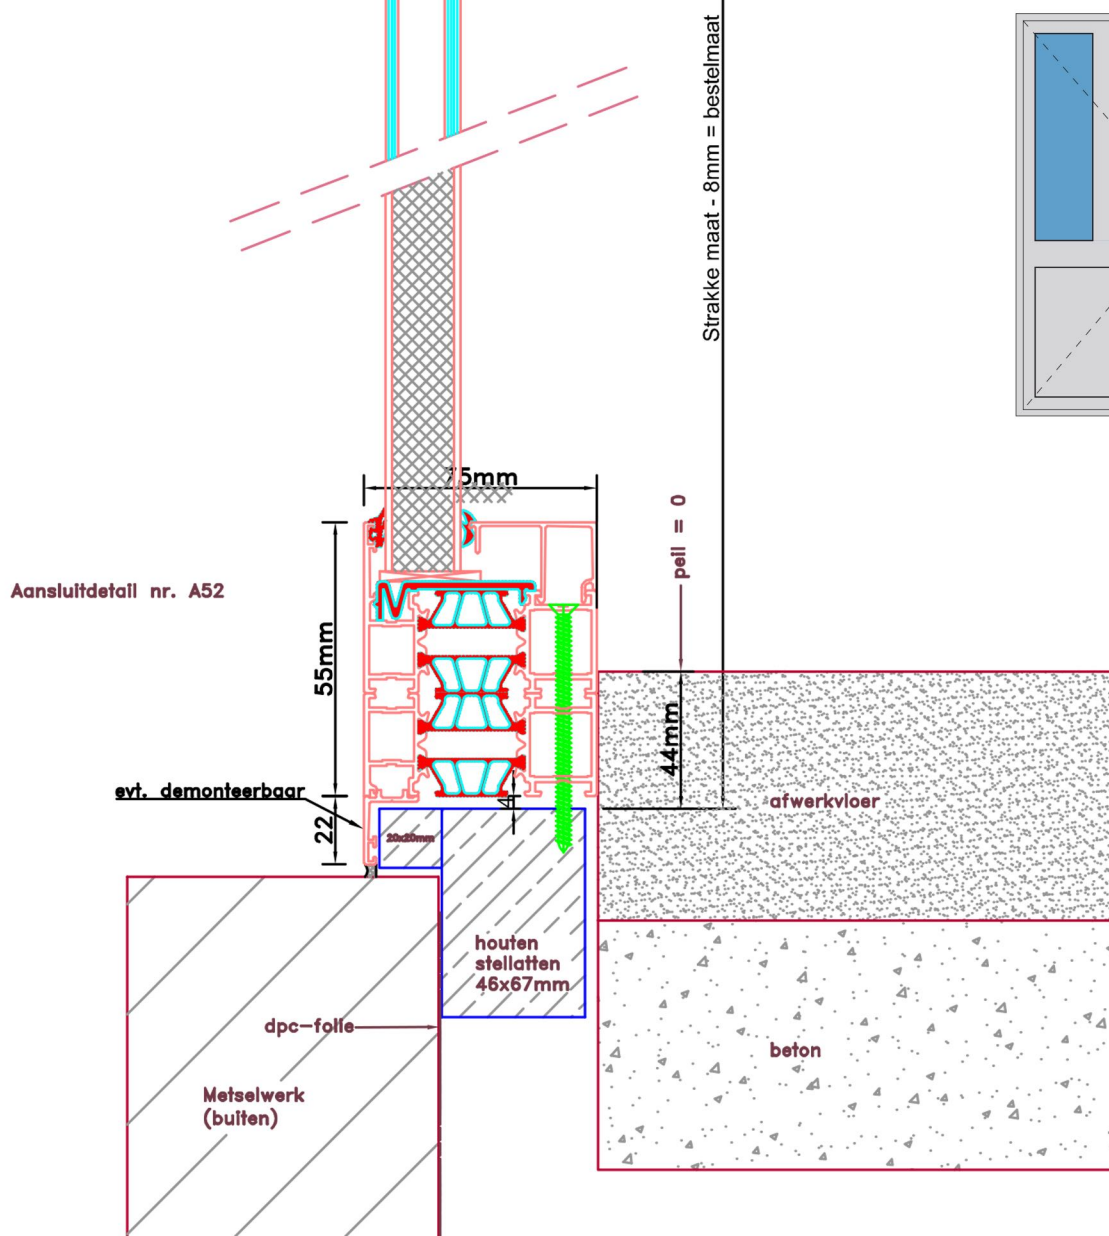 Strakke maat - 8mm = bestelmaat
75mm
peil = 0
Aansluitdetail nr. A52
55mm
44mm
evt. demonteerbaar
4
afwerkvloer
22
20x20mm
houten
stellatten
46x67mm
dpc-folie
beton
Metselwerk
(buiten)